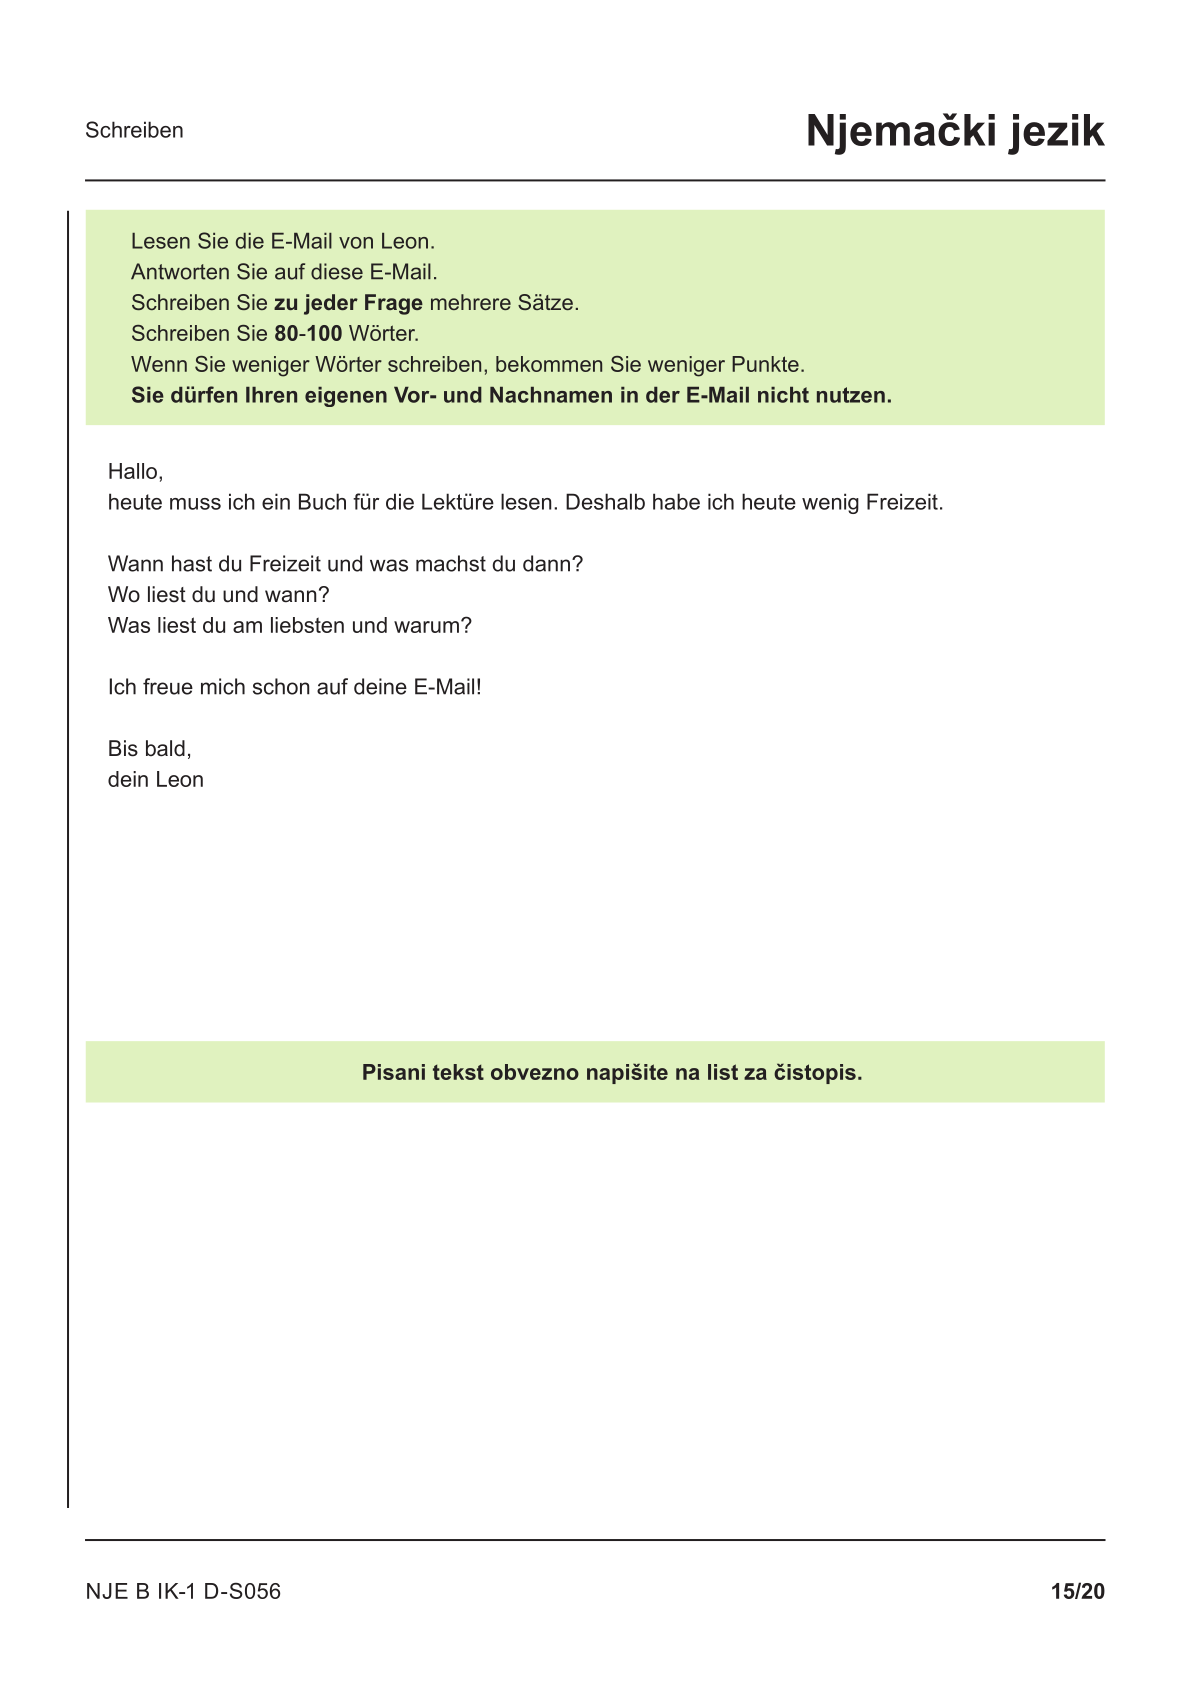 Schreiben
Njemački jezik
Lesen Sie die E-Mail von Leon.
Antworten Sie auf diese E-Mail.
Schreiben Sie zu jeder Frage mehrere Sätze.
Schreiben Sie 80-100 Wörter.
Wenn Sie weniger Wörter schreiben, bekommen Sie weniger Punkte.
Sie dürfen Ihren eigenen Vor- und Nachnamen in der E-Mail nicht nutzen.
Hallo,
heute muss ich ein Buch für die Lektüre lesen. Deshalb habe ich heute wenig Freizeit.
Wann hast du Freizeit und was machst du dann?
Wo liest du und wann?
Was liest du am liebsten und warum?
Ich freue mich schon auf deine E-Mail!
Bis bald,
dein Leon
Pisani tekst obvezno napišite na list za čistopis.
NJE B IK-1 D-S056
15/20